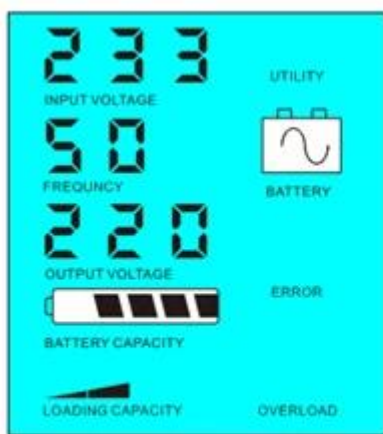 233
UTILITY
INPUT VOLTAGE
50
FREQUNCY
BATTERY
220
OUTPUT VOLTAGE
ERROR
BATTERY CAPACITY
LOADING CAPACITY
OVERLOAD